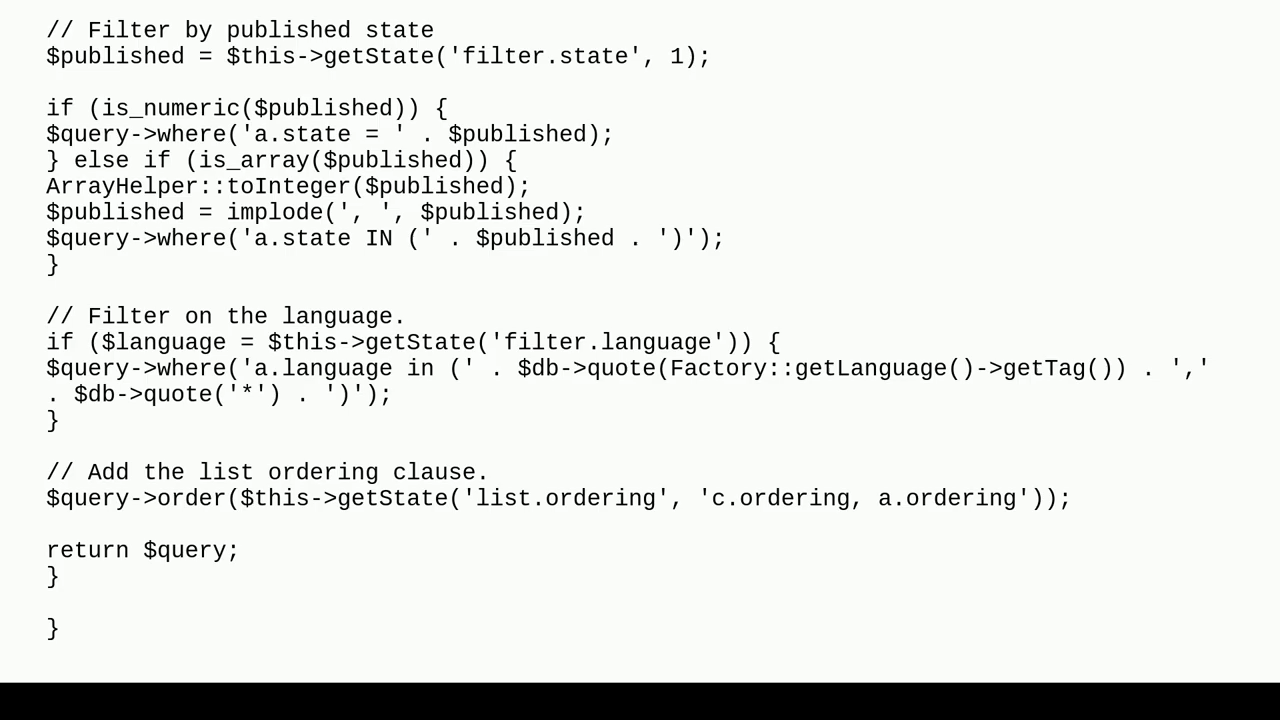 // Filter by published state
$published = $this->getState('filter.state', 1);
if (is_numeric($published)) {
$query->where('a.state = ' . $published);
} else if (is_array($published)) {
ArrayHelper::toInteger($published);
$published = implode(', ', $published);
$query->where('a.state IN (' . $published . ')');
}
// Filter on the language.
if ($language = $this->getState('filter.language')) {
$query->where('a.language in (' . $db->quote(Factory::getLanguage()->getTag()) . ','
. $db->quote('*') . ')');
}
// Add the list ordering clause.
$query->order($this->getState('list.ordering', 'c.ordering, a.ordering'));
return $query;
}
}